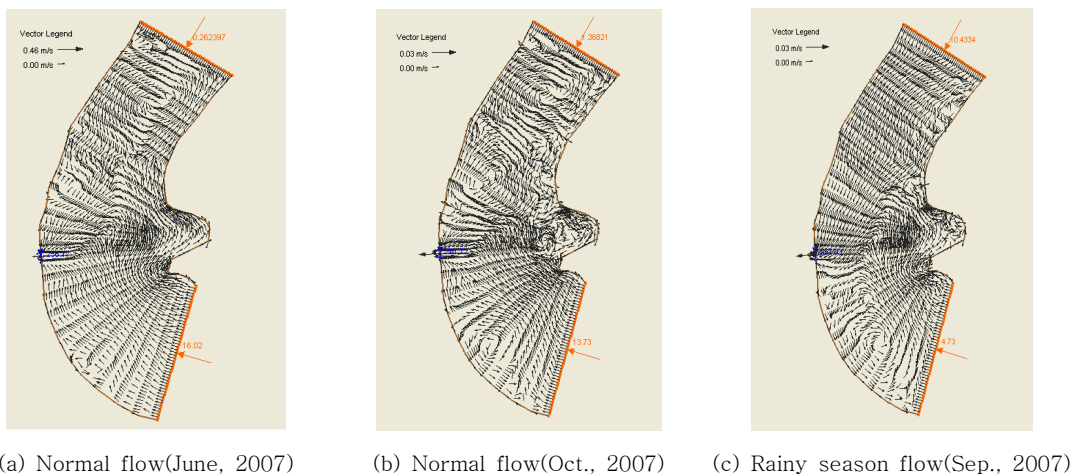 Vector Legend
0.46 m/s
0.00 m/s
0.262397
16.02
Vector Legend
0.03 m/s
0.00 m/s
1.36821
13.73
Vector Legend
0.03 m/s
0.00 m/s
10.4334
4.73
(a) Normal flow(June, 2007)
(b) Normal flow(Oct., 2007)
(c) Rainy season flow(Sep., 2007)